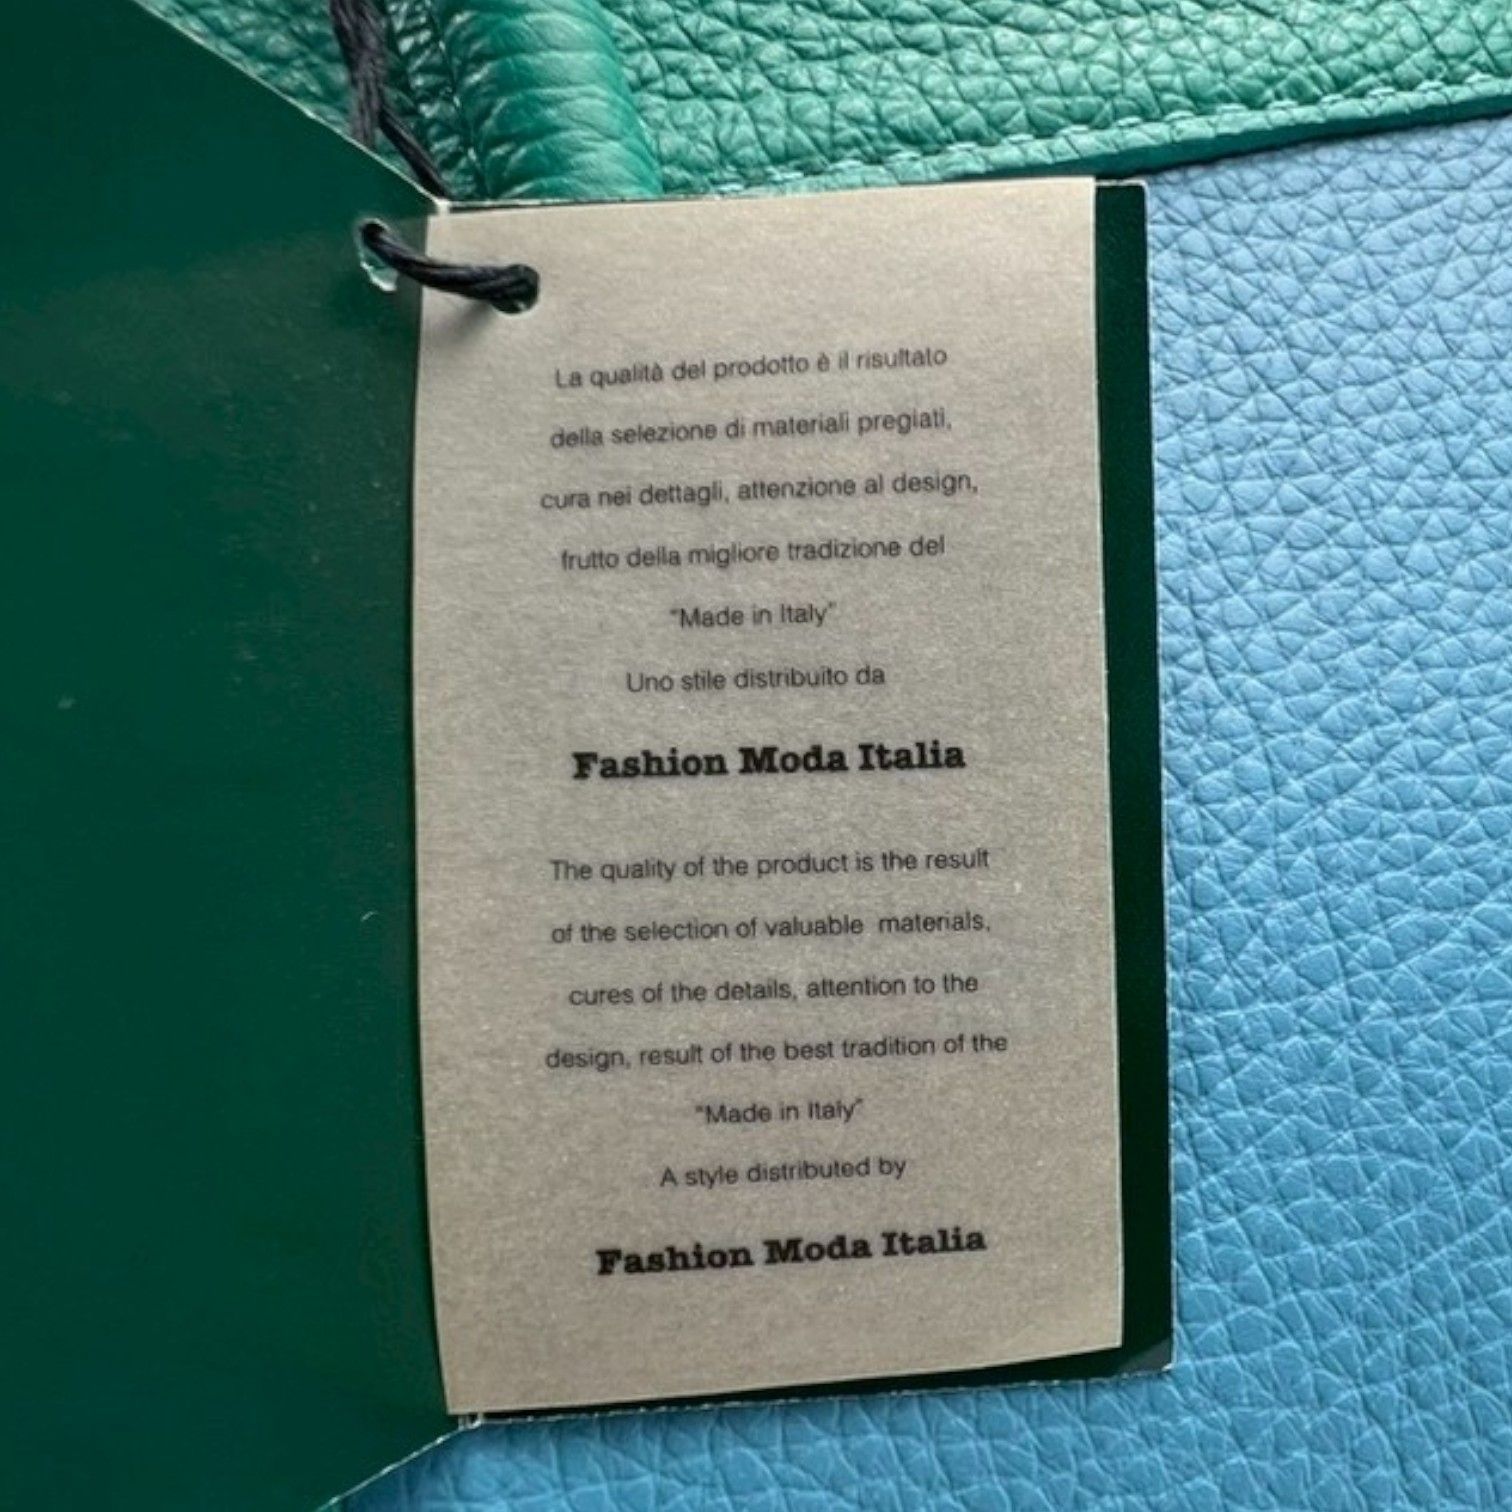 La qualità del prodotto è il risultato
della selezione di materiali pregiati,
cura nei dettagli, attenzione al design,
frutto della migliore tradizione del
"Made in Italy"
Uno stile distribuito da
Fashion Moda Italia
The quality of the product is the result
of the selection of valuable materials,
cures of the details, attention to the
design, result of the best tradition of the
"Made in Italy"
A style distributed by
Fashion Moda Italia